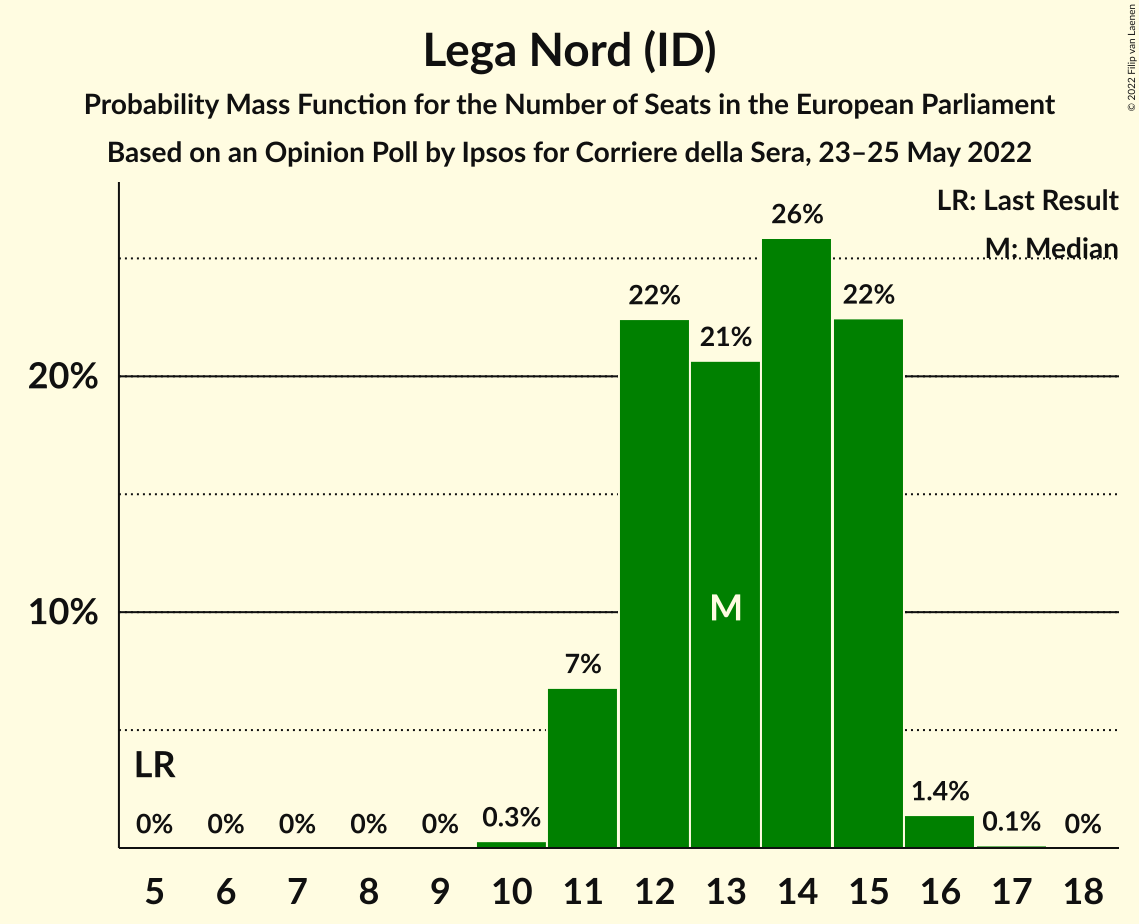 Lega Nord (ID)
Probability Mass Function for the Number of Seats in the European Parliament
Based on an Opinion Poll by Ipsos for Corriere della Sera, 23–25 May 2022
© 2022 Filip van Laenen
LR: Last Result
M: Median
26%
22%
22%
21%
20%
10%
M
7%
LR
0%
0%
0%
0%
0%
0.3%
1.4%
0.1%
0%
5 6 7 8 9 10 11 12 13 14 15 16 17 18